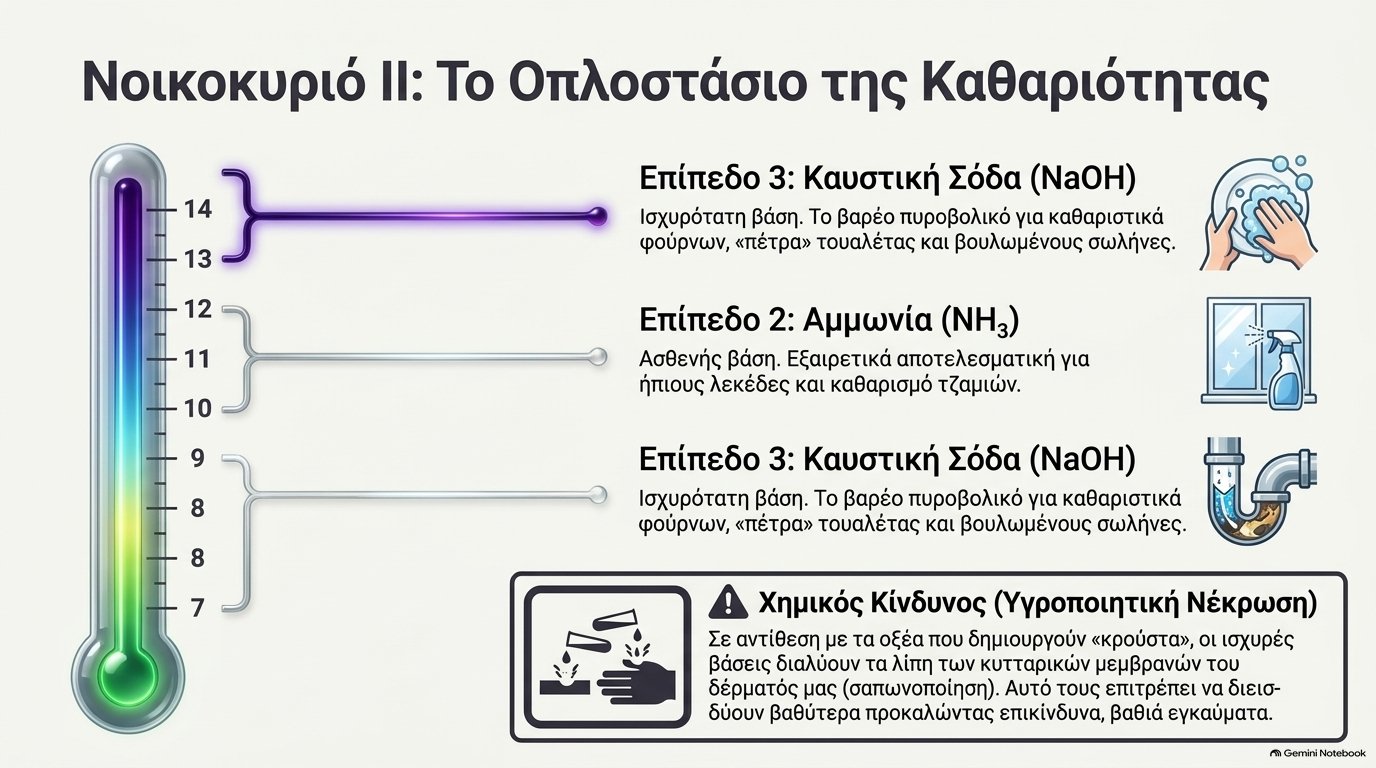 Νοικοκυριό II: Το Οπλοστάσιο της Καθαριότητας
14
13
12
11
10
9
8
8
7
Επίπεδο 3: Καυστική Σόδα (NaOH)
Ισχυρότατη βάση. Το βαρέο πυροβολικό για καθαριστικά
φούρνων, «πέτρα» τουαλέτας και βουλωμένους σωλήνες.
Επίπεδο 2: Αμμωνία (NH₃)
Ασθενής βάση. Εξαιρετικά αποτελεσματική για
ήπιους λεκέδες και καθαρισμό τζαμιών.
Επίπεδο 3: Καυστική Σόδα (NaOH)
Ισχυρότατη βάση. Το βαρέο πυροβολικό για καθαριστικά
φούρνων, «πέτρα» τουαλέτας και βουλωμένους σωλήνες.
Χημικός Κίνδυνος (Υγροποιητική Νέκρωση)
Σε αντίθεση με τα οξέα που δημιουργούν «κρούστα», οι ισχυρές
βάσεις διαλύουν τα λίπη των κυτταρικών μεμβρανών του
δέρματός μας (σαπωνοποίηση). Αυτό τους επιτρέπει να διεισ-
δύουν βαθύτερα προκαλώντας επικίνδυνα, βαθιά εγκαύματα.
Gemini Notebook